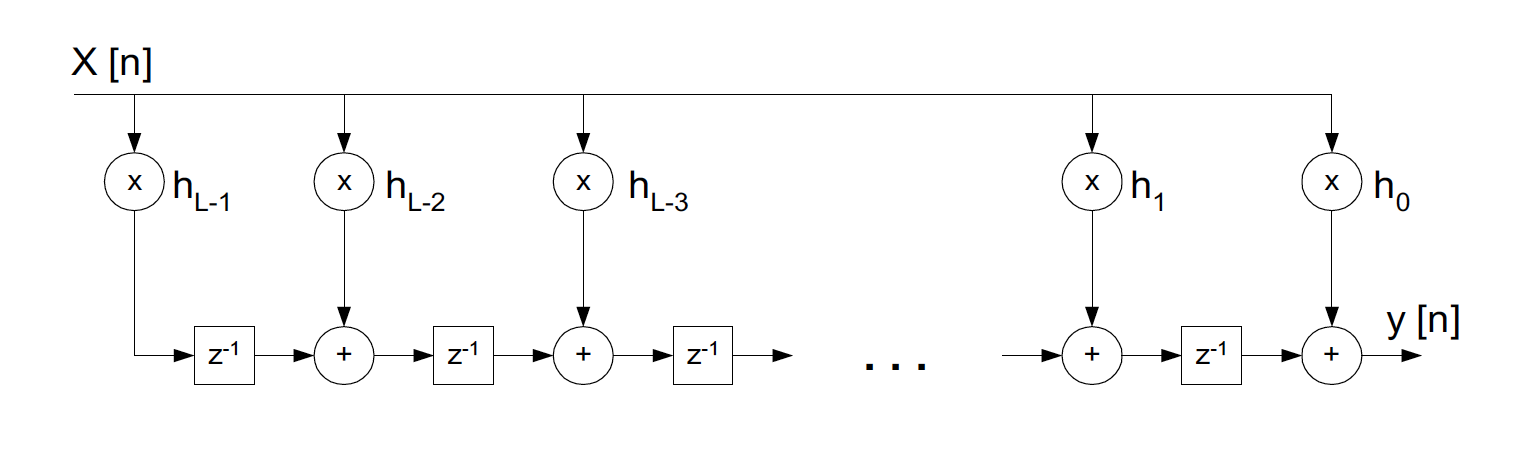 X [n]
x h_{L-1} x h_{L-2} x h_{L-3} x h_1 x h_0
y [n]
z^{-1} + z^{-1} + z^{-1} . . . + z^{-1} +